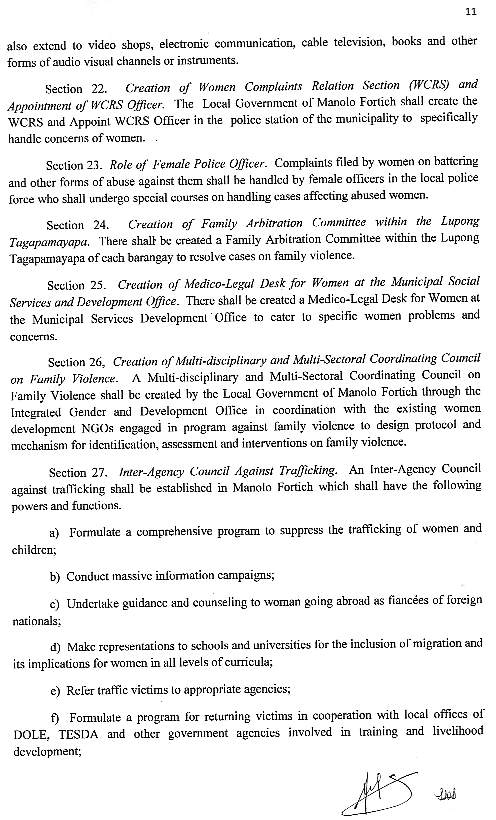 11
also extend to video shops, electronic communication, cable television, books and other
forms of audio visual channels or instruments.
Section 22. Creation of Women Complaints Relation Section (WCRS) and
Appointment of WCRS Officer. The Local Government of Manolo Fortich shall create the
WCRS and Appoint WCRS Officer in the police station of the municipality to specifically
handle concerns of women.
Section 23. Role of Female Police Officer. Complaints filed by women on battering
and other forms of abuse against them shall be handled by female officers in the local police
force who shall undergo special courses on handling cases affecting abused women.
Section 24. Creation of Family Arbitration Committee within the Lupong
Tagapamayapa. There shall be created a Family Arbitration Committee within the Lupong
Tagapamayapa of each barangay to resolve cases on family violence.
Section 25. Creation of Medico-Legal Desk for Women at the Municipal Social
Services and Development Office. There shall be created a Medico-Legal Desk for Women at
the Municipal Services Development Office to cater to specific women problems and
concerns.
Section 26, Creation of Multi-disciplinary and Multi-Sectoral Coordinating Council
on Family Violence. A Multi-disciplinary and Multi-Sectoral Coordinating Council on
Family Violence shall be created by the Local Government of Manolo Fortich through the
Integrated Gender and Development Office in coordination with the existing women
development NGOs engaged in program against family violence to design protocol and
mechanism for identification, assessment and interventions on family violence.
Section 27. Inter-Agency Council Against Trafficking. An Inter-Agency Council
against trafficking shall be established in Manolo Fortich which shall have the following
powers and functions.
a) Formulate a comprehensive program to suppress the trafficking of women and
children;
b) Conduct massive information campaigns;
c) Undertake guidance and counseling to woman going abroad as fiancées of foreign
nationals;
d) Make representations to schools and universities for the inclusion of migration and
its implications for women in all levels of curricula;
e) Refer traffic victims to appropriate agencies;
f) Formulate a program for returning victims in cooperation with local offices of
DOLE, TESDA and other government agencies involved in training and livelihood
development;